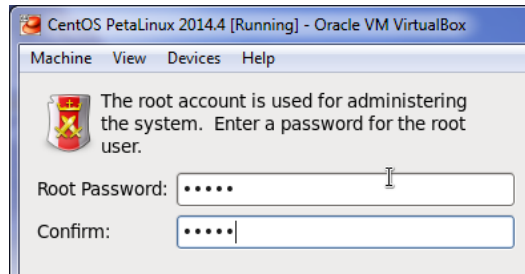 CentOS PetaLinux 2014.4 [Running] - Oracle VM VirtualBox
Machine View Devices Help
The root account is used for administering
the system. Enter a password for the root
user.
Root Password: •••••
Confirm: •••••